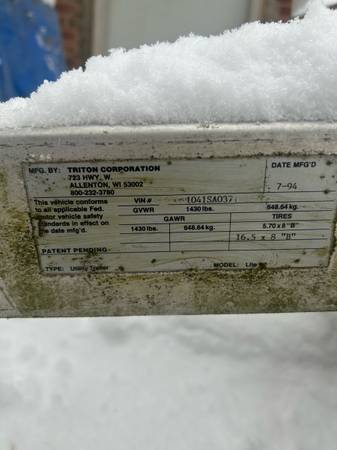 MFG. BY: TRITON CORPORATION
723 HWY. W.
ALLENTON, WI 53002
800-232-3780
DATE MFG'D
7-94
This vehicle conforms
to all applicable Fed.
motor vehicle safety
standards in effect on
the date mfg'd.
VIN # 1041SA037
GVWR 1430 lbs. 648.64 kg.
GAWR TIRES
1430 lbs. 648.64 kg. 5.70 x 8 "B"
16.5 x 8 "B"
PATENT PENDING
TYPE: Utility Trailer MODEL: